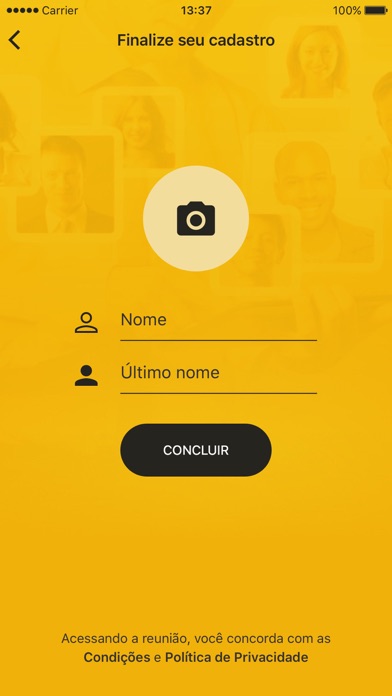 Carrier 13:37 100%
Finalize seu cadastro
Nome
Último nome
CONCLUIR
Acessando a reunião, você concorda com as
Condições e Política de Privacidade